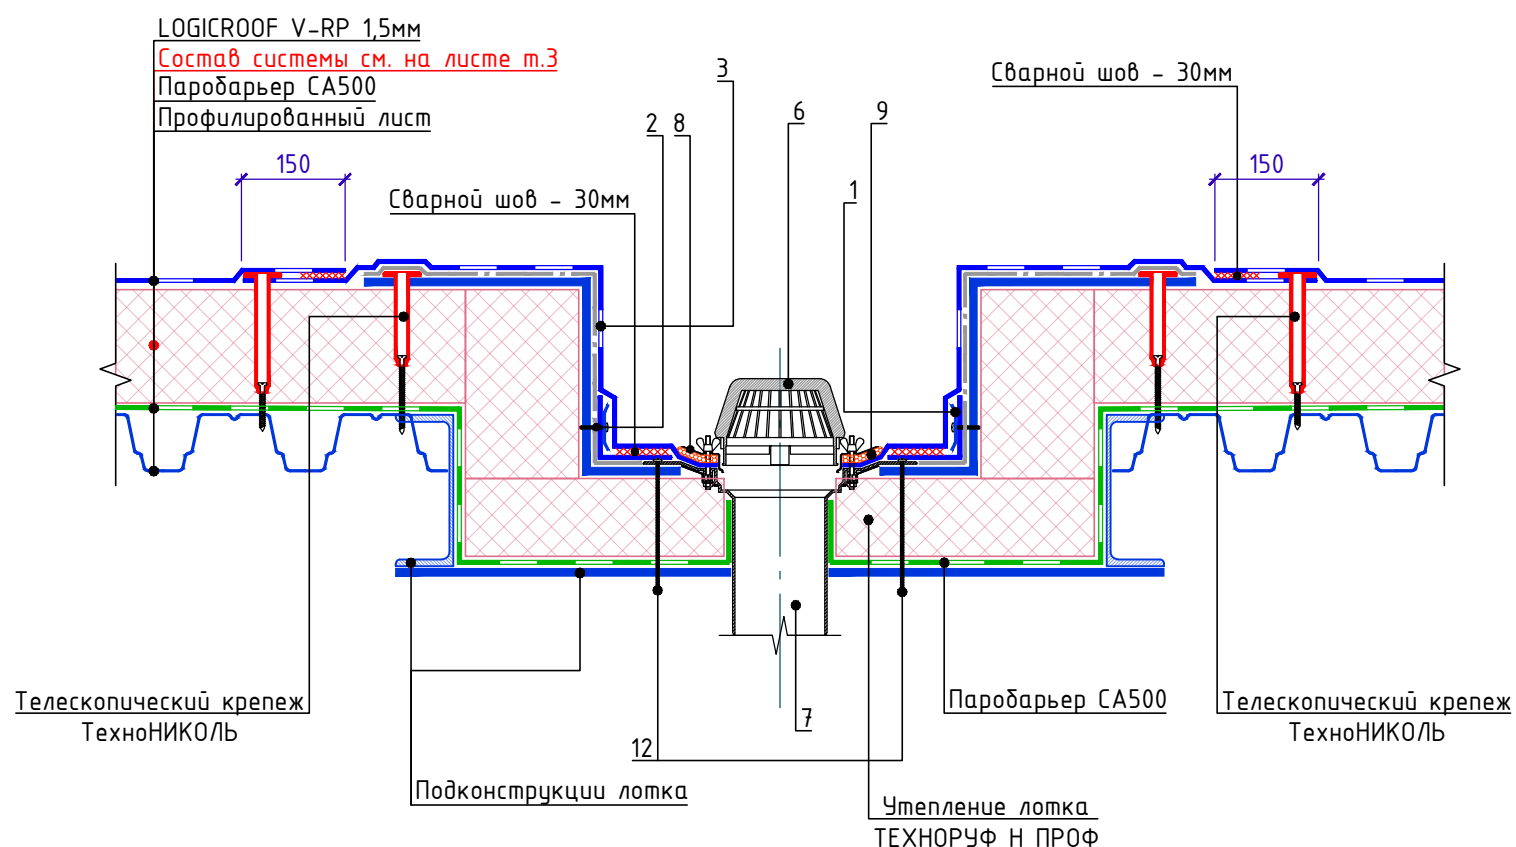 LOGICROOF V-RP 1,5мм
Состав системы см. на листе т.3
Паробарьер СА500
Профилированный лист
3
Сварной шов - 30мм
2
8
6
9
150
150
Сварной шов - 30мм
1
Телескопический крепеж
ТехноНИКОЛЬ
Паробарьер СА500
Телескопический крепеж
ТехноНИКОЛЬ
7
12
Подконструкции лотка
Утепление лотка
ТЕХНОРУФ Н ПРОФ